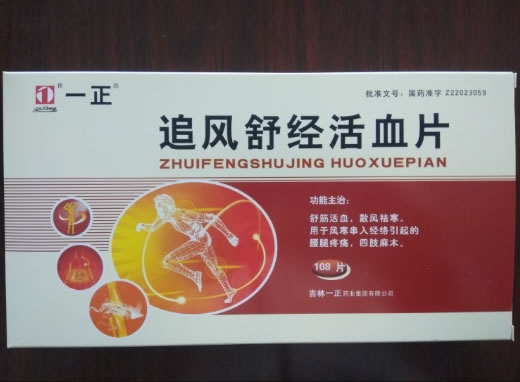 一正®
批准文号：国药准字 Z22023059
追风舒经活血片
ZHUIFENGSHUJING HUOXUEPIAN
功能主治：
舒筋活血，散风祛寒。
用于风寒串入经络引起的
腰腿疼痛，四肢麻木。
108 片
吉林一正药业集团有限公司